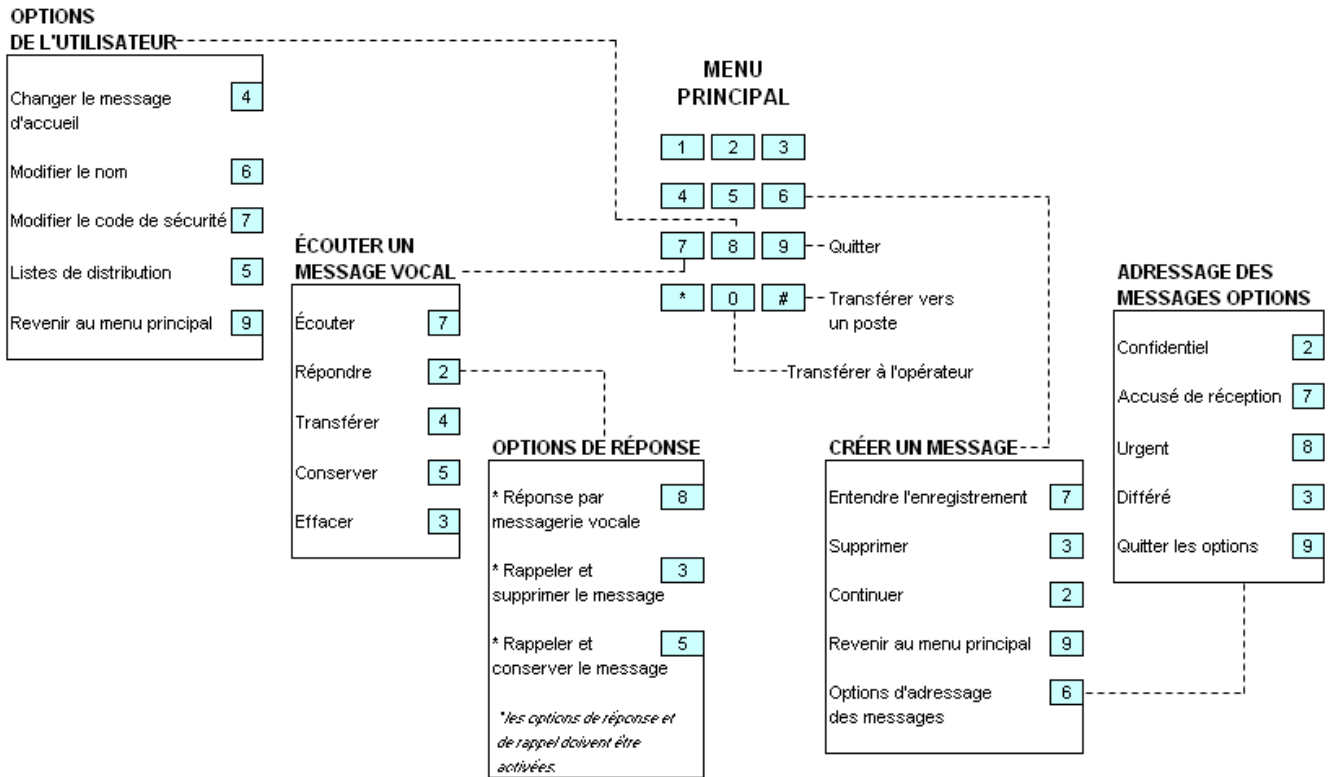 OPTIONS
DE L'UTILISATEUR
Changer le message 4
d'accueil
Modifier le nom 6
Modifier le code de sécurité 7
Listes de distribution 5
Revenir au menu principal 9
MENU
PRINCIPAL
1 2 3
4 5 6
7 8 9 Quitter
* 0 # Transférer vers
un poste
Transférer à l'opérateur
ÉCOUTER UN
MESSAGE VOCAL
Écouter 7
Répondre 2
Transférer 4
Conserver 5
Effacer 3
OPTIONS DE RÉPONSE
* Réponse par 8
messagerie vocale
* Rappeler et 3
supprimer le message
* Rappeler et 5
conserver le message
*les options de réponse et
de rappel doivent être
activées.
CRÉER UN MESSAGE
Entendre l'enregistrement 7
Supprimer 3
Continuer 2
Revenir au menu principal 9
Options d'adressage 6
des messages
ADRESSAGE DES
MESSAGES OPTIONS
Confidentiel 2
Accusé de réception 7
Urgent 8
Différé 3
Quitter les options 9